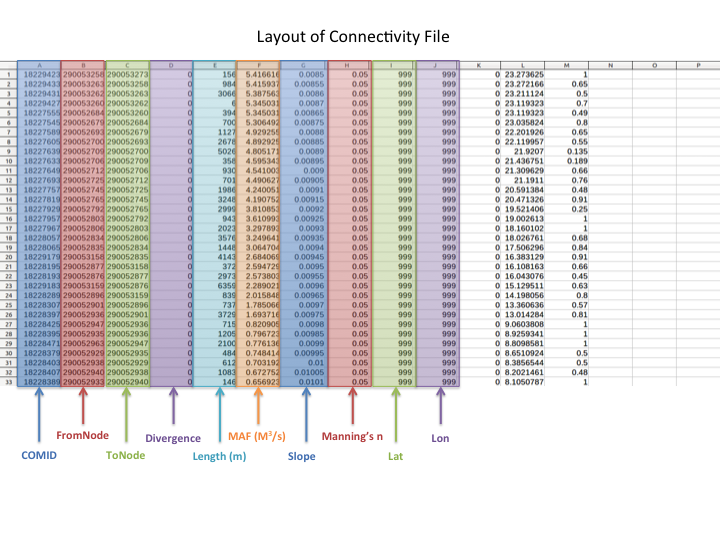 Layout of Connectivity File
A B C D E F G H I J K L M N O P
1 18229423 290053258 290053273 0 156 5.416616 0.0085 0.05 999 999 0 23.273625 1
2 18229433 290053263 290053258 0 984 5.415937 0.00855 0.05 999 999 0 23.272166 0.65
3 18229431 290053262 290053263 0 3066 5.387563 0.0086 0.05 999 999 0 23.211124 0.5
4 18229427 290053260 290053262 0 6 5.345031 0.0087 0.05 999 999 0 23.119323 0.7
5 18227555 290052684 290053260 0 394 5.345031 0.00865 0.05 999 999 0 23.119323 0.49
6 18227545 290052679 290052684 0 700 5.306492 0.00875 0.05 999 999 0 23.035824 0.8
7 18227589 290052693 290052679 0 1127 4.929255 0.0088 0.05 999 999 0 22.201926 0.65
8 18227605 290052700 290052693 0 2678 4.892925 0.00885 0.05 999 999 0 22.119957 0.55
9 18227639 290052709 290052700 0 5026 4.805171 0.0089 0.05 999 999 0 21.9207 0.135
10 18227633 290052706 290052709 0 358 4.595343 0.00895 0.05 999 999 0 21.436751 0.189
11 18227649 290052712 290052706 0 930 4.541003 0.009 0.05 999 999 0 21.309629 0.66
12 18227693 290052725 290052712 0 701 4.490627 0.00905 0.05 999 999 0 21.1911 0.76
13 18227757 290052745 290052725 0 1986 4.240051 0.0091 0.05 999 999 0 20.591384 0.48
14 18227819 290052765 290052745 0 3248 4.190752 0.00915 0.05 999 999 0 20.471326 0.91
15 18227929 290052792 290052765 0 2999 3.810853 0.0092 0.05 999 999 0 19.521406 0.25
16 18227957 290052803 290052792 0 943 3.610993 0.00925 0.05 999 999 0 19.002613 1
17 18227967 290052806 290052803 0 2023 3.297893 0.0093 0.05 999 999 0 18.160102 1
18 18228057 290052834 290052806 0 3576 3.249641 0.00935 0.05 999 999 0 18.026761 0.68
19 18228065 290052835 290052834 0 1448 3.064704 0.0094 0.05 999 999 0 17.506296 0.84
20 18229179 290053158 290052835 0 4143 2.684069 0.00945 0.05 999 999 0 16.383129 0.91
21 18228195 290052877 290053158 0 372 2.594729 0.0095 0.05 999 999 0 16.108163 0.66
22 18228193 290052876 290052877 0 2973 2.573803 0.00955 0.05 999 999 0 16.043076 0.45
23 18229183 290053159 290052876 0 6359 2.289021 0.0096 0.05 999 999 0 15.129511 0.63
24 18228289 290052896 290053159 0 839 2.015848 0.00965 0.05 999 999 0 14.198056 0.8
25 18228307 290052901 290052896 0 737 1.785066 0.0097 0.05 999 999 0 13.360636 0.57
26 18228397 290052936 290052901 0 3729 1.693716 0.00975 0.05 999 999 0 13.014284 0.81
27 18228425 290052947 290052936 0 715 0.820905 0.0098 0.05 999 999 0 9.0603808 1
28 18228395 290052935 290052936 0 1205 0.796723 0.00985 0.05 999 999 0 8.9259341 1
29 18228471 290052963 290052947 0 2100 0.776136 0.0099 0.05 999 999 0 8.8098581 1
30 18228379 290052929 290052935 0 484 0.748414 0.00995 0.05 999 999 0 8.6510924 0.5
31 18228403 290052938 290052929 0 612 0.703192 0.01 0.05 999 999 0 8.3856544 0.5
32 18228407 290052940 290052938 0 1083 0.672752 0.01005 0.05 999 999 0 8.2021461 0.48
33 18228389 290052933 290052940 0 146 0.656923 0.0101 0.05 999 999 0 8.1050787 1
FromNode Divergence MAF (M³/s) Manning's n Lon
COMID ToNode Length (m) Slope Lat